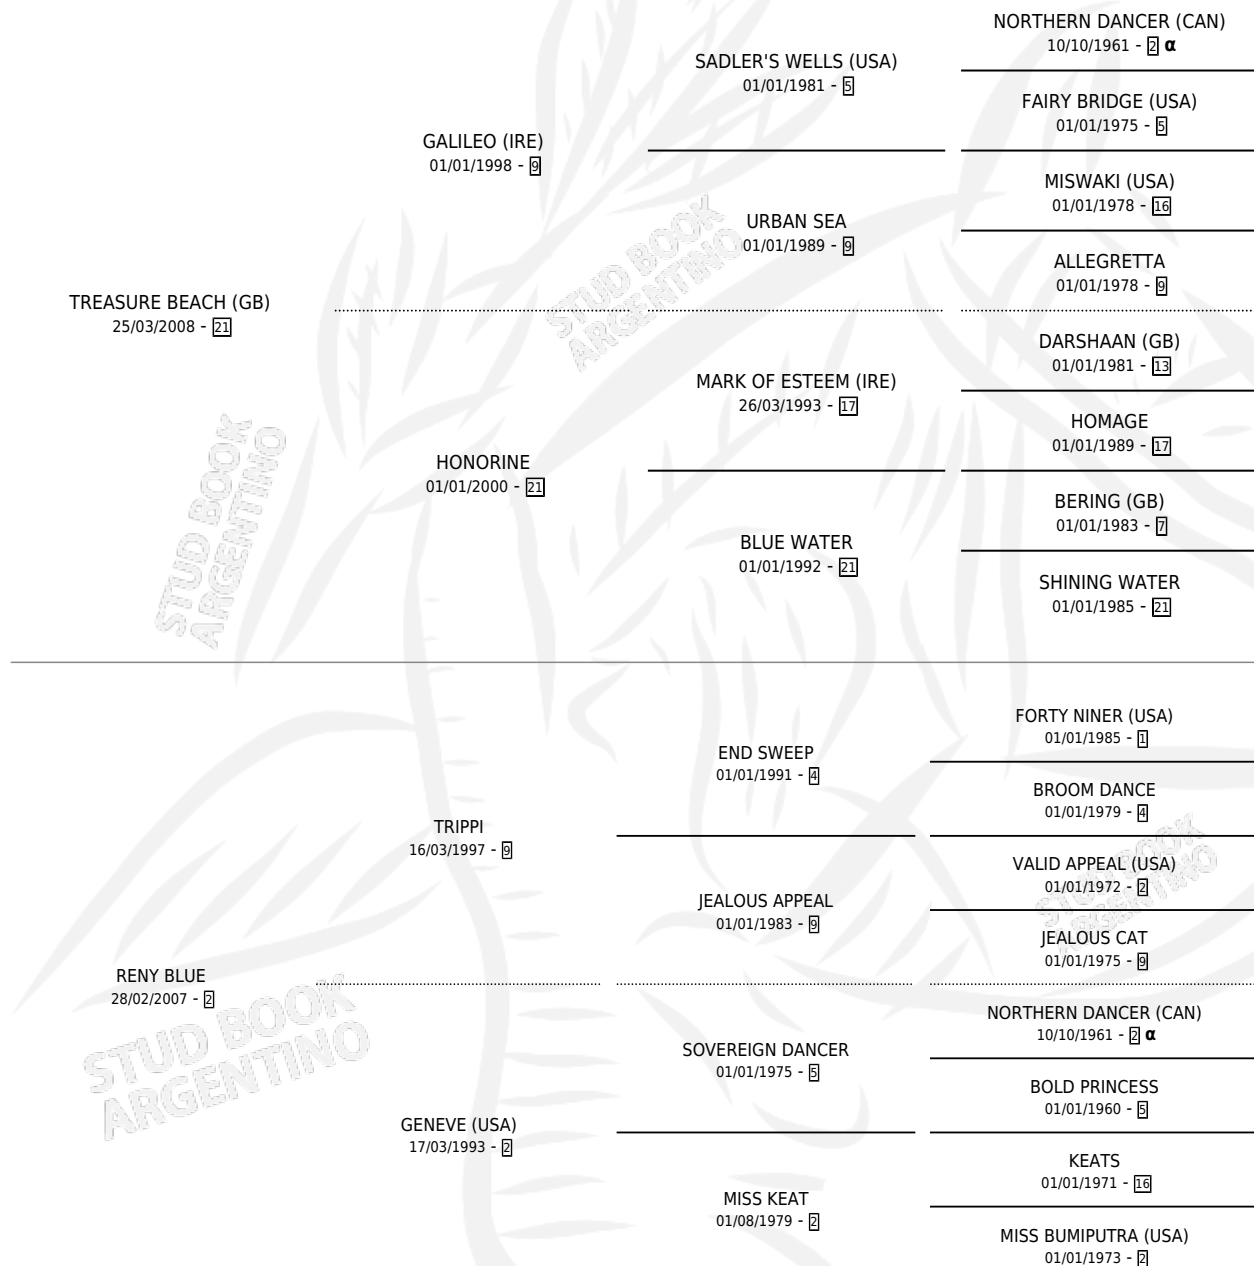 NORTHERN DANCER (CAN)
10/10/1961 - 2 α
SADLER'S WELLS (USA)
01/01/1981 - 5
FAIRY BRIDGE (USA)
01/01/1975 - 5
GALILEO (IRE)
01/01/1998 - 9
MISWAKI (USA)
01/01/1978 - 16
URBAN SEA
01/01/1989 - 9
ALLEGRETTA
01/01/1978 - 9
TREASURE BEACH (GB)
25/03/2008 - 21
STUD BOOK
ARGENTINO
DARSHAAN (GB)
01/01/1981 - 13
MARK OF ESTEEM (IRE)
26/03/1993 - 17
HOMAGE
01/01/1989 - 17
HONORINE
01/01/2000 - 21
BERING (GB)
01/01/1983 - 7
BLUE WATER
01/01/1992 - 21
SHINING WATER
01/01/1985 - 21
STUD BOOK
ARGENTINO
FORTY NINER (USA)
01/01/1985 - 1
END SWEEP
01/01/1991 - 4
BROOM DANCE
01/01/1979 - 4
TRIPPI
16/03/1997 - 9
VALID APPEAL (USA)
01/01/1972 - 2
JEALOUS APPEAL
01/01/1983 - 9
STUD BOOK
ARGENTINO
JEALOUS CAT
01/01/1975 - 9
RENY BLUE
28/02/2007 - 2
STUD BOOK
ARGENTINO
NORTHERN DANCER (CAN)
10/10/1961 - 2 α
SOVEREIGN DANCER
01/01/1975 - 5
BOLD PRINCESS
01/01/1960 - 5
GENEVE (USA)
17/03/1993 - 2
KEATS
01/01/1971 - 16
MISS KEAT
01/08/1979 - 2
MISS BUMIPUTRA (USA)
01/01/1973 - 2